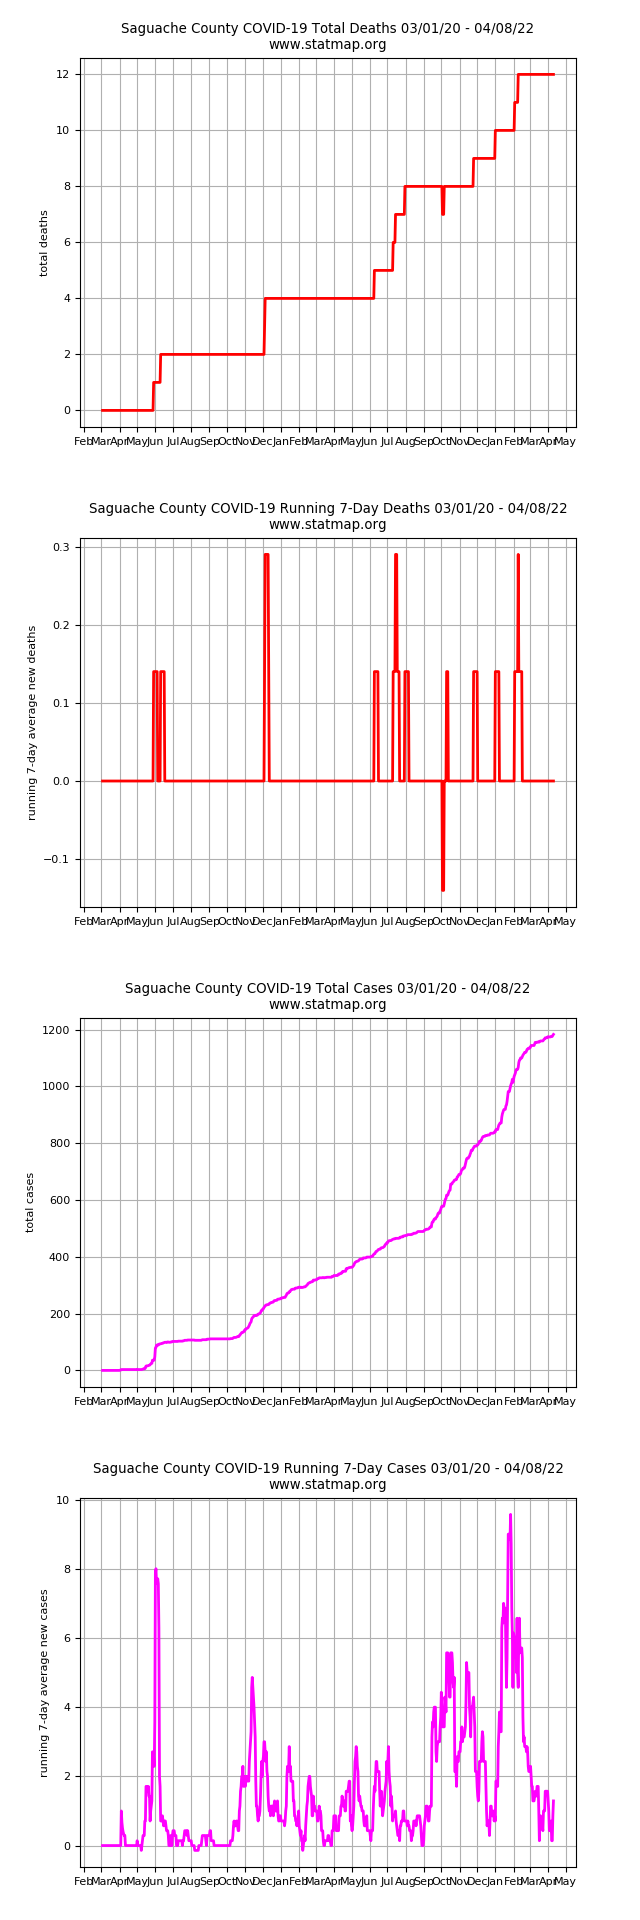 Saguache County COVID-19 Total Deaths 03/01/20 - 04/08/22
www.statmap.org
total deaths
12
10
8
6
4
2
0
Feb Mar Apr May Jun Jul Aug Sep Oct Nov Dec Jan Feb Mar Apr May Jun Jul Aug Sep Oct Nov Dec Jan Feb Mar Apr May
Saguache County COVID-19 Running 7-Day Deaths 03/01/20 - 04/08/22
www.statmap.org
running 7-day average new deaths
0.3
0.2
0.1
0.0
−0.1
Feb Mar Apr May Jun Jul Aug Sep Oct Nov Dec Jan Feb Mar Apr May Jun Jul Aug Sep Oct Nov Dec Jan Feb Mar Apr May
Saguache County COVID-19 Total Cases 03/01/20 - 04/08/22
www.statmap.org
total cases
1200
1000
800
600
400
200
0
Feb Mar Apr May Jun Jul Aug Sep Oct Nov Dec Jan Feb Mar Apr May Jun Jul Aug Sep Oct Nov Dec Jan Feb Mar Apr May
Saguache County COVID-19 Running 7-Day Cases 03/01/20 - 04/08/22
www.statmap.org
running 7-day average new cases
10
8
6
4
2
0
Feb Mar Apr May Jun Jul Aug Sep Oct Nov Dec Jan Feb Mar Apr May Jun Jul Aug Sep Oct Nov Dec Jan Feb Mar Apr May